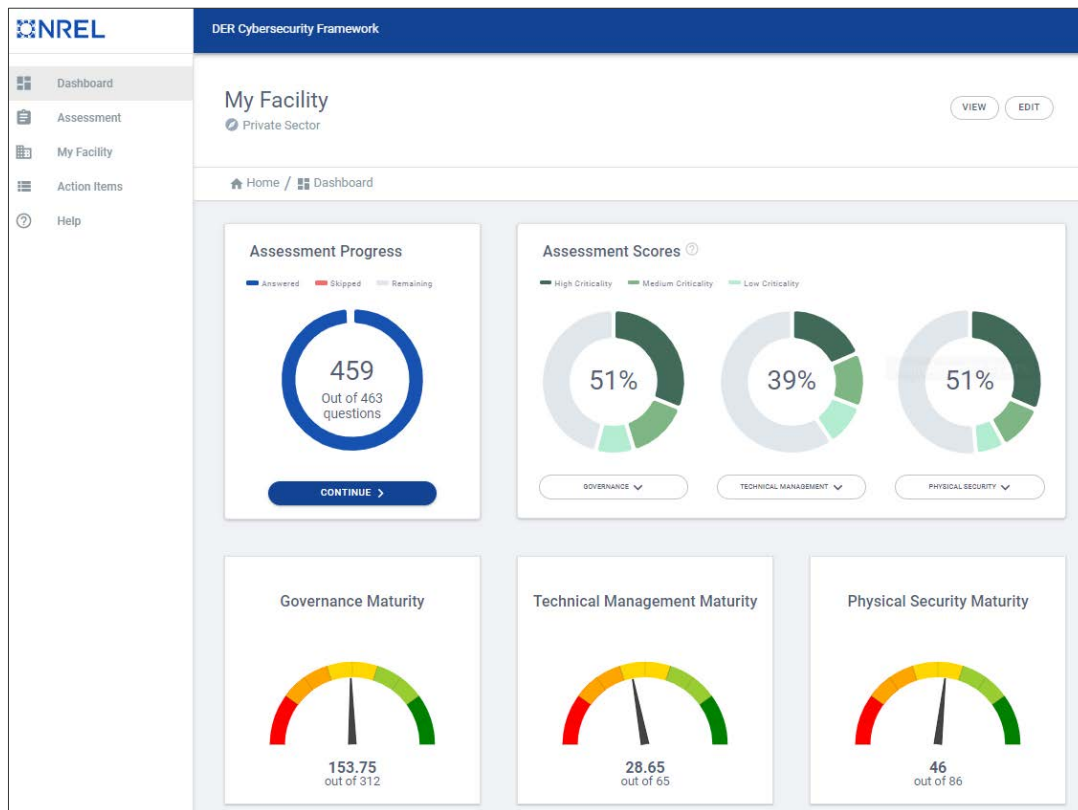 NREL
DER Cybersecurity Framework
Dashboard
Assessment
My Facility
Action Items
Help
My Facility
Private Sector
VIEW
EDIT
Home / Dashboard
Assessment Progress
Answered Skipped Remaining
459
Out of 463
questions
CONTINUE >
Assessment Scores ?
High Criticality Medium Criticality Low Criticality
51%
39%
51%
GOVERNANCE
TECHNICAL MANAGEMENT
PHYSICAL SECURITY
Governance Maturity
153.75
out of 312
Technical Management Maturity
28.65
out of 65
Physical Security Maturity
46
out of 86